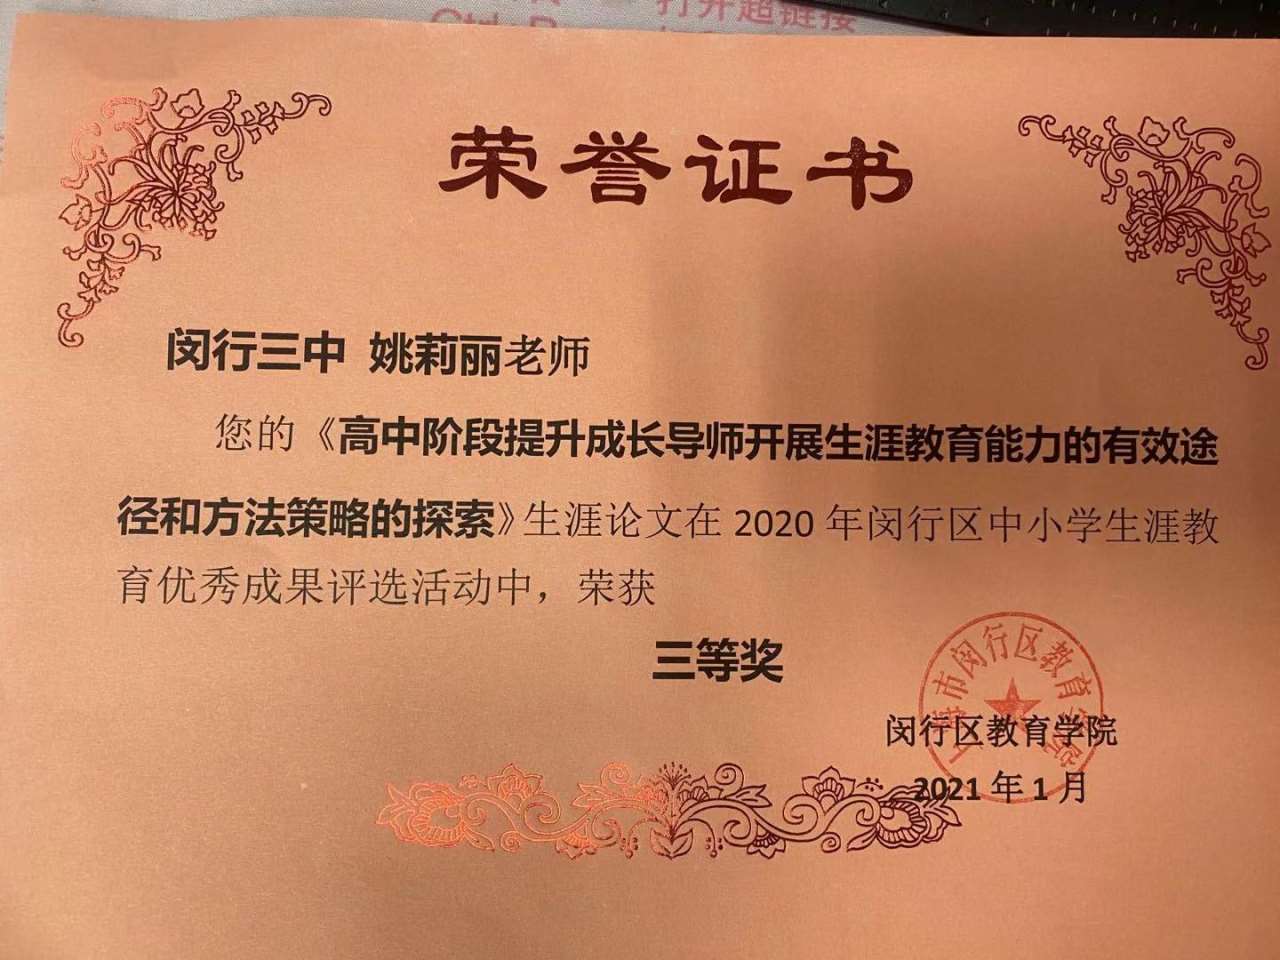 打开超链接
荣誉证书
闵行三中 姚莉丽老师
您的《高中阶段提升成长导师开展生涯教育能力的有效途
径和方法策略的探索》生涯论文在 2020 年闵行区中小学生涯教
育优秀成果评选活动中，荣获
三等奖
上海市闵行区教育学院
闵行区教育学院
2021 年 1 月